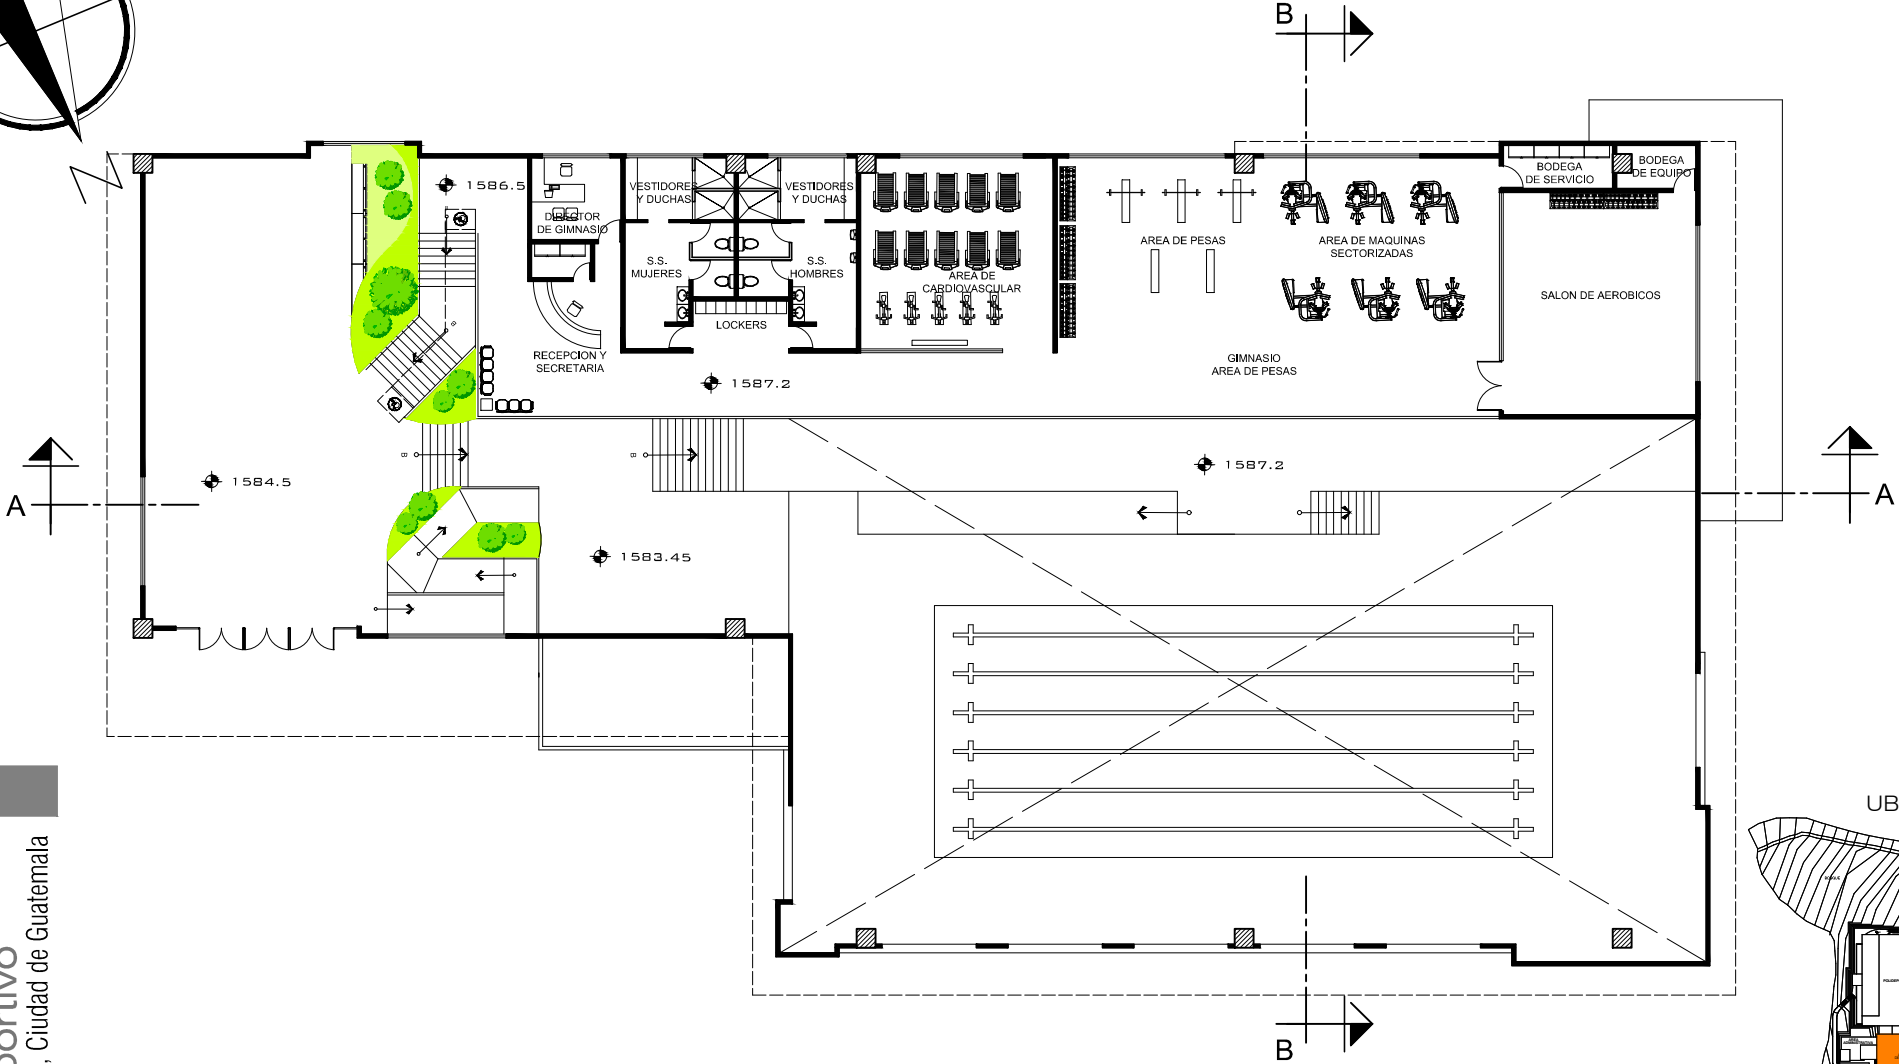 B
N
1586.5
DIRECTOR
DE GIMNASIO
VESTIDORES
Y DUCHAS
VESTIDORES
Y DUCHAS
S.S.
MUJERES
S.S.
HOMBRES
LOCKERS
RECEPCION Y
SECRETARIA
AREA DE
CARDIOVASCULAR
AREA DE PESAS
AREA DE MAQUINAS
SECTORIZADAS
BODEGA
DE SERVICIO
BODEGA
DE EQUIPO
SALON DE AEROBICOS
GIMNASIO
AREA DE PESAS
1587.2
B
B
B
1587.2
1584.5
1583.45
A
A
B
UB
BOSQUE
, Ciudad de Guatemala
portivo